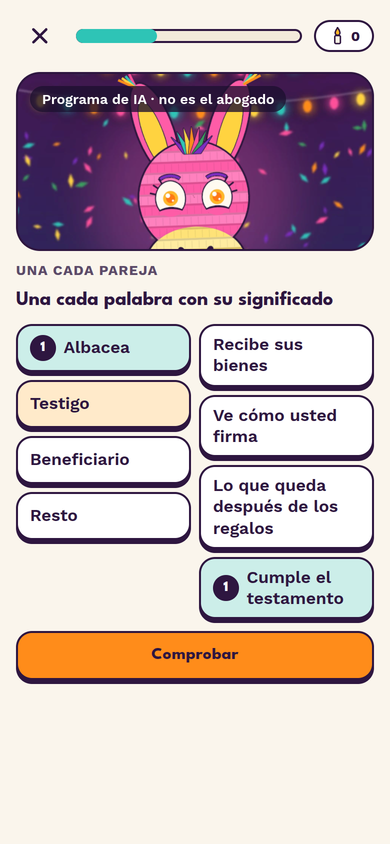 0
Programa de IA · no es el abogado
UNA CADA PAREJA
Una cada palabra con su significado
1 Albacea
Testigo
Beneficiario
Resto
Recibe sus
bienes
Ve cómo usted
firma
Lo que queda
después de los
regalos
1 Cumple el
testamento
Comprobar